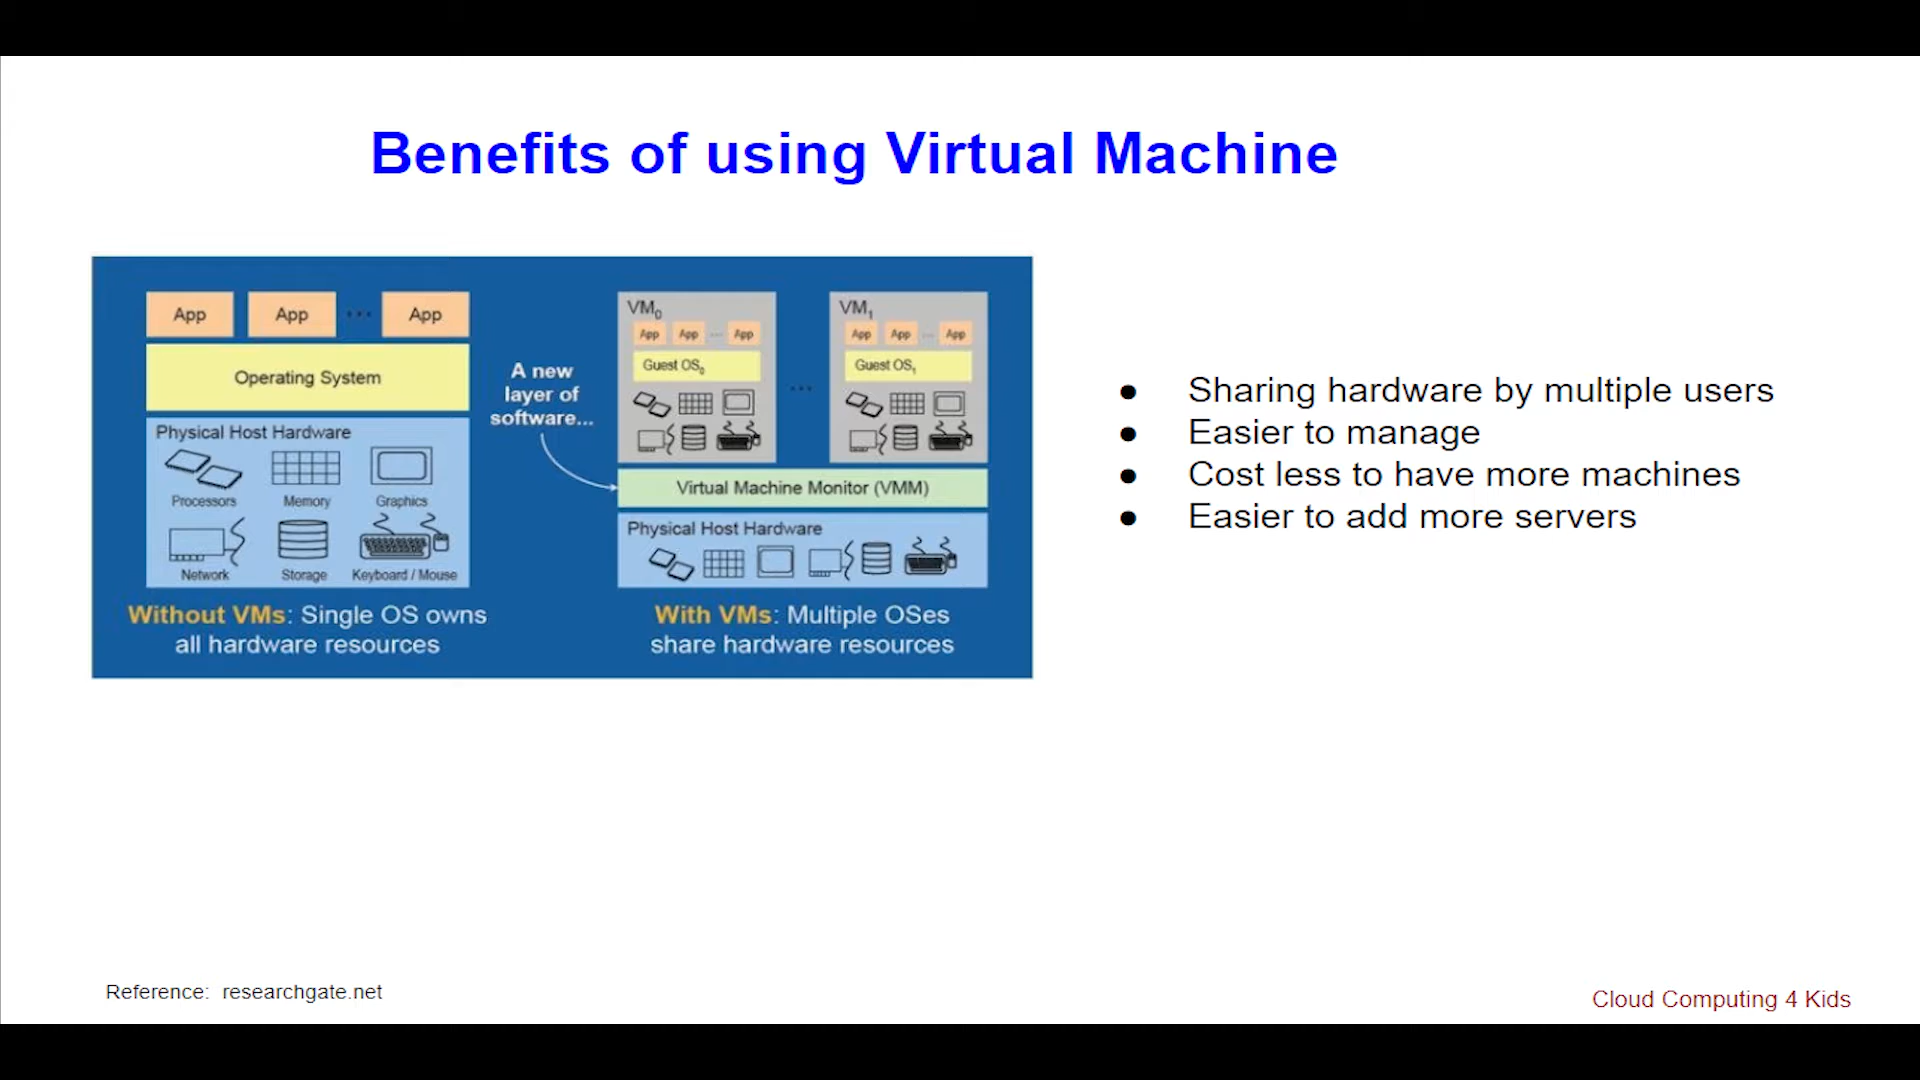 Benefits of using Virtual Machine
App App ... App
Operating System
Physical Host Hardware
Processors Memory Graphics
Network Storage Keyboard / Mouse
Without VMs: Single OS owns
all hardware resources
A new
layer of
software...
VM0
App App ... App
Guest OS0
...
VM1
App App ... App
Guest OS1
Virtual Machine Monitor (VMM)
Physical Host Hardware
With VMs: Multiple OSes
share hardware resources
● Sharing hardware by multiple users
● Easier to manage
● Cost less to have more machines
● Easier to add more servers
Reference: researchgate.net
Cloud Computing 4 Kids